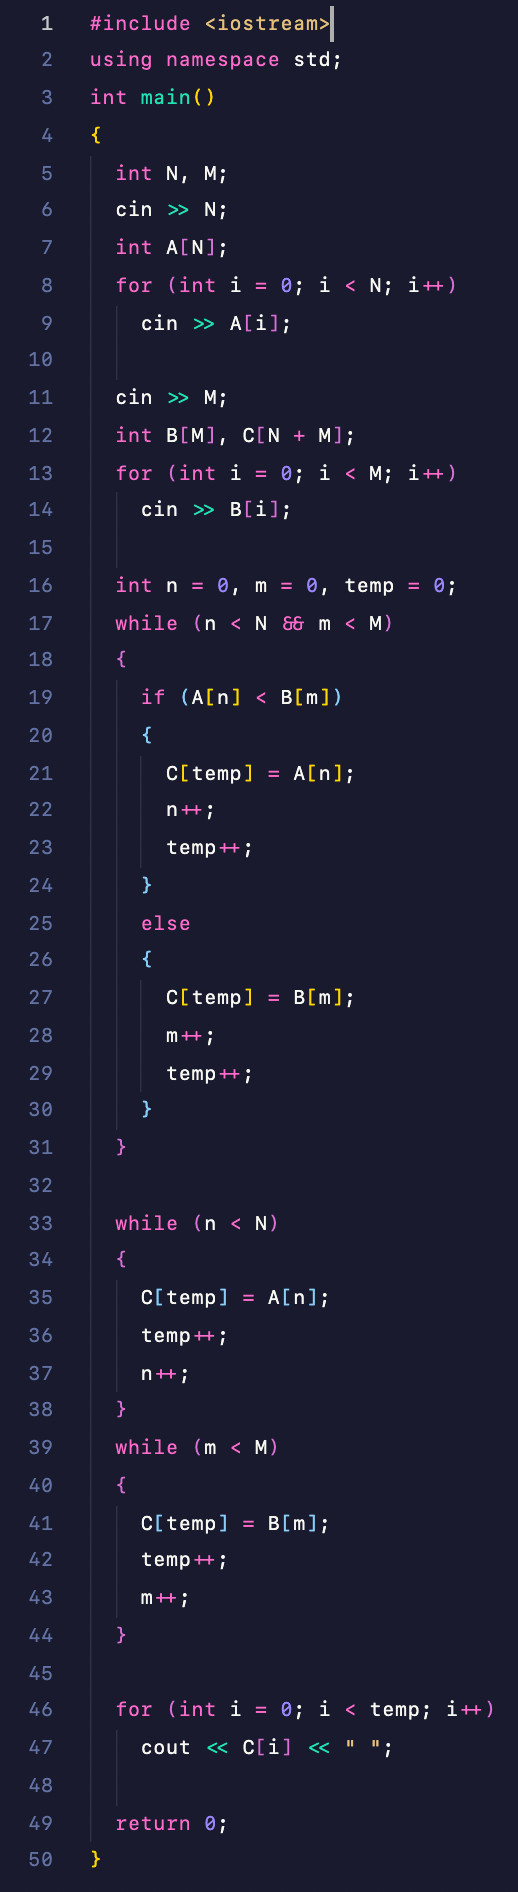 1 #include <iostream>
2 using namespace std;
3 int main()
4 {
5 int N, M;
6 cin >> N;
7 int A[N];
8 for (int i = 0; i < N; i++)
9 cin >> A[i];
10
11 cin >> M;
12 int B[M], C[N + M];
13 for (int i = 0; i < M; i++)
14 cin >> B[i];
15
16 int n = 0, m = 0, temp = 0;
17 while (n < N && m < M)
18 {
19 if (A[n] < B[m])
20 {
21 C[temp] = A[n];
22 n++;
23 temp++;
24 }
25 else
26 {
27 C[temp] = B[m];
28 m++;
29 temp++;
30 }
31 }
32
33 while (n < N)
34 {
35 C[temp] = A[n];
36 temp++;
37 n++;
38 }
39 while (m < M)
40 {
41 C[temp] = B[m];
42 temp++;
43 m++;
44 }
45
46 for (int i = 0; i < temp; i++)
47 cout << C[i] << " ";
48
49 return 0;
50 }